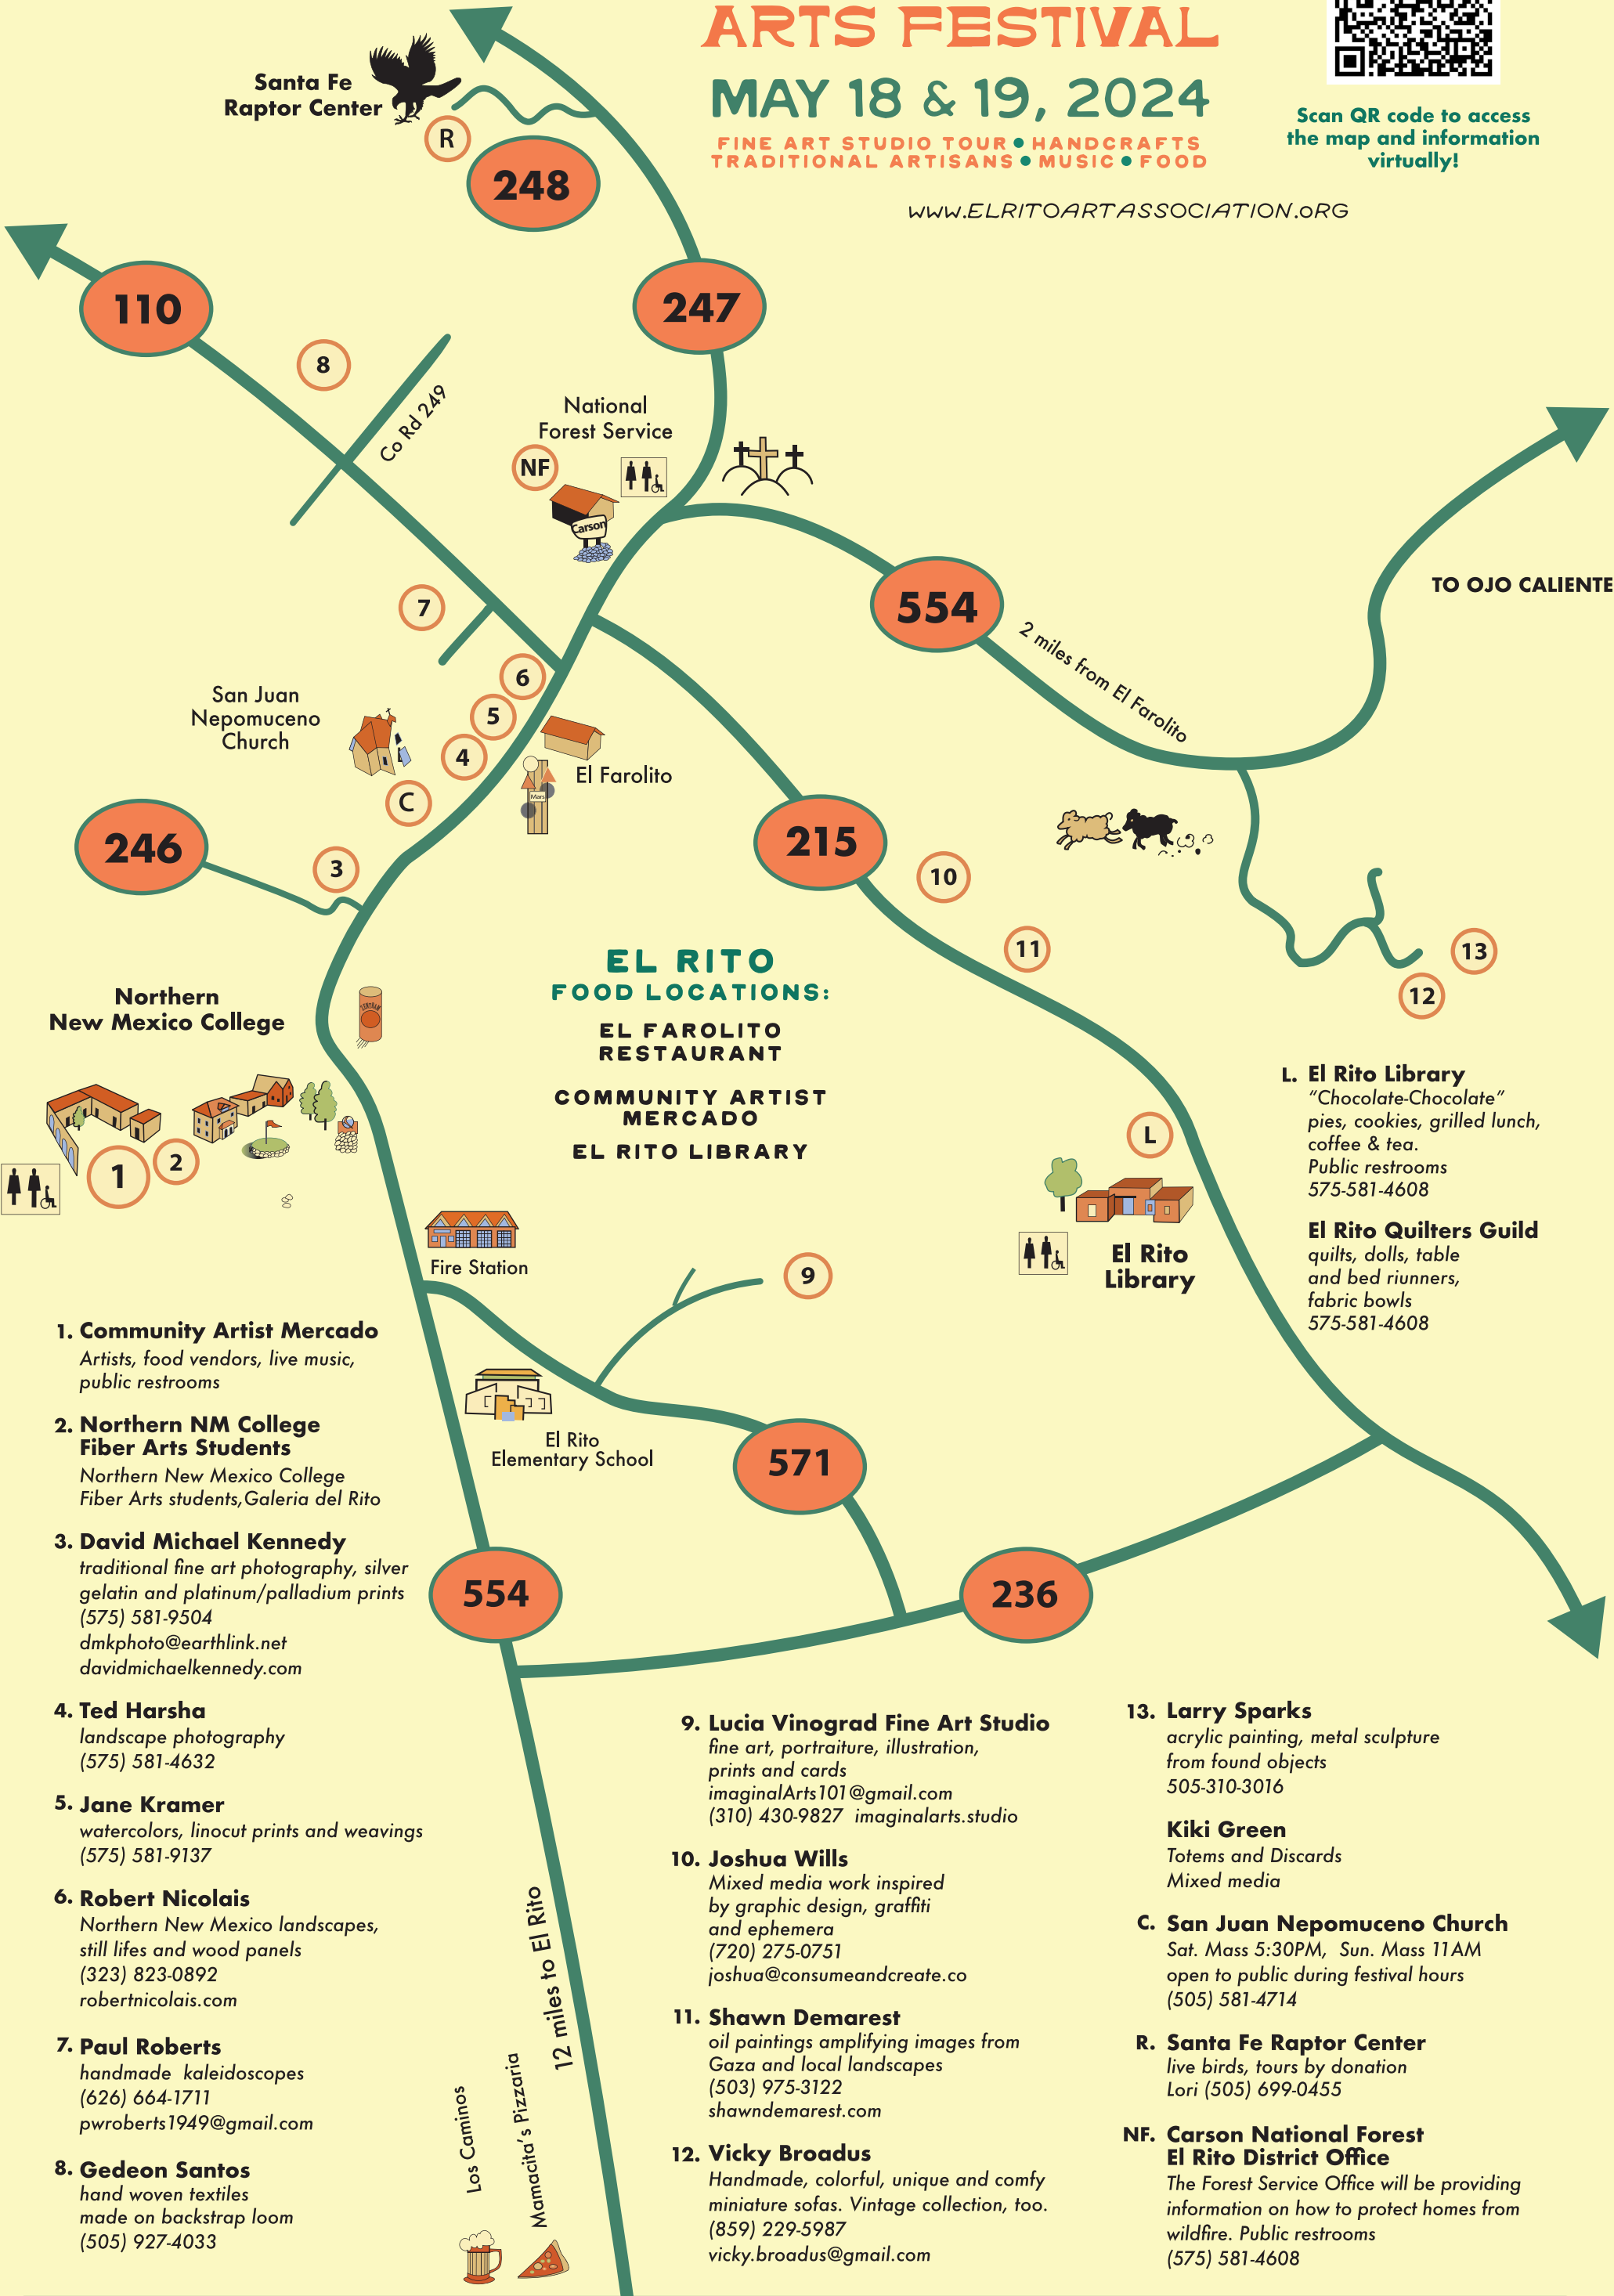 ARTS FESTIVAL
MAY 18 & 19, 2024
FINE ART STUDIO TOUR • HANDCRAFTS
TRADITIONAL ARTISANS • MUSIC • FOOD
www.ELRITOARTASSOCIATION.oRG
Scan QR code to access
the map and information
virtually!
Santa Fe
Raptor Center
R
248
110
247
8
Co Rd 249
National
Forest Service
NF
Carson
554
2 miles from El Farolito
TO OJO CALIENTE
7
6
5
4
C
San Juan
Nepomuceno
Church
El Farolito
Mars
246
3
215
10
11
13
12
EL RITO
FOOD LOCATIONS:
EL FAROLITO
RESTAURANT
COMMUNITY ARTIST
MERCADO
EL RITO LIBRARY
Northern
New Mexico College
1
2
L
El Rito
Library
L. El Rito Library
“Chocolate-Chocolate”
pies, cookies, grilled lunch,
coffee & tea.
Public restrooms
575-581-4608
El Rito Quilters Guild
quilts, dolls, table
and bed riunners,
fabric bowls
575-581-4608
Fire Station
9
El Rito
Elementary School
571
554
236
12 miles to El Rito
Los Caminos
Mamacita's Pizzaria
1. Community Artist Mercado
Artists, food vendors, live music,
public restrooms
2. Northern NM College
Fiber Arts Students
Northern New Mexico College
Fiber Arts students,Galeria del Rito
3. David Michael Kennedy
traditional fine art photography, silver
gelatin and platinum/palladium prints
(575) 581-9504
dmkphoto@earthlink.net
davidmichaelkennedy.com
4. Ted Harsha
landscape photography
(575) 581-4632
5. Jane Kramer
watercolors, linocut prints and weavings
(575) 581-9137
6. Robert Nicolais
Northern New Mexico landscapes,
still lifes and wood panels
(323) 823-0892
robertnicolais.com
7. Paul Roberts
handmade kaleidoscopes
(626) 664-1711
pwroberts1949@gmail.com
8. Gedeon Santos
hand woven textiles
made on backstrap loom
(505) 927-4033
9. Lucia Vinograd Fine Art Studio
fine art, portraiture, illustration,
prints and cards
imaginalArts101@gmail.com
(310) 430-9827 imaginalarts.studio
10. Joshua Wills
Mixed media work inspired
by graphic design, graffiti
and ephemera
(720) 275-0751
joshua@consumeandcreate.co
11. Shawn Demarest
oil paintings amplifying images from
Gaza and local landscapes
(503) 975-3122
shawndemarest.com
12. Vicky Broadus
Handmade, colorful, unique and comfy
miniature sofas. Vintage collection, too.
(859) 229-5987
vicky.broadus@gmail.com
13. Larry Sparks
acrylic painting, metal sculpture
from found objects
505-310-3016
Kiki Green
Totems and Discards
Mixed media
C. San Juan Nepomuceno Church
Sat. Mass 5:30PM, Sun. Mass 11AM
open to public during festival hours
(505) 581-4714
R. Santa Fe Raptor Center
live birds, tours by donation
Lori (505) 699-0455
NF. Carson National Forest
El Rito District Office
The Forest Service Office will be providing
information on how to protect homes from
wildfire. Public restrooms
(575) 581-4608